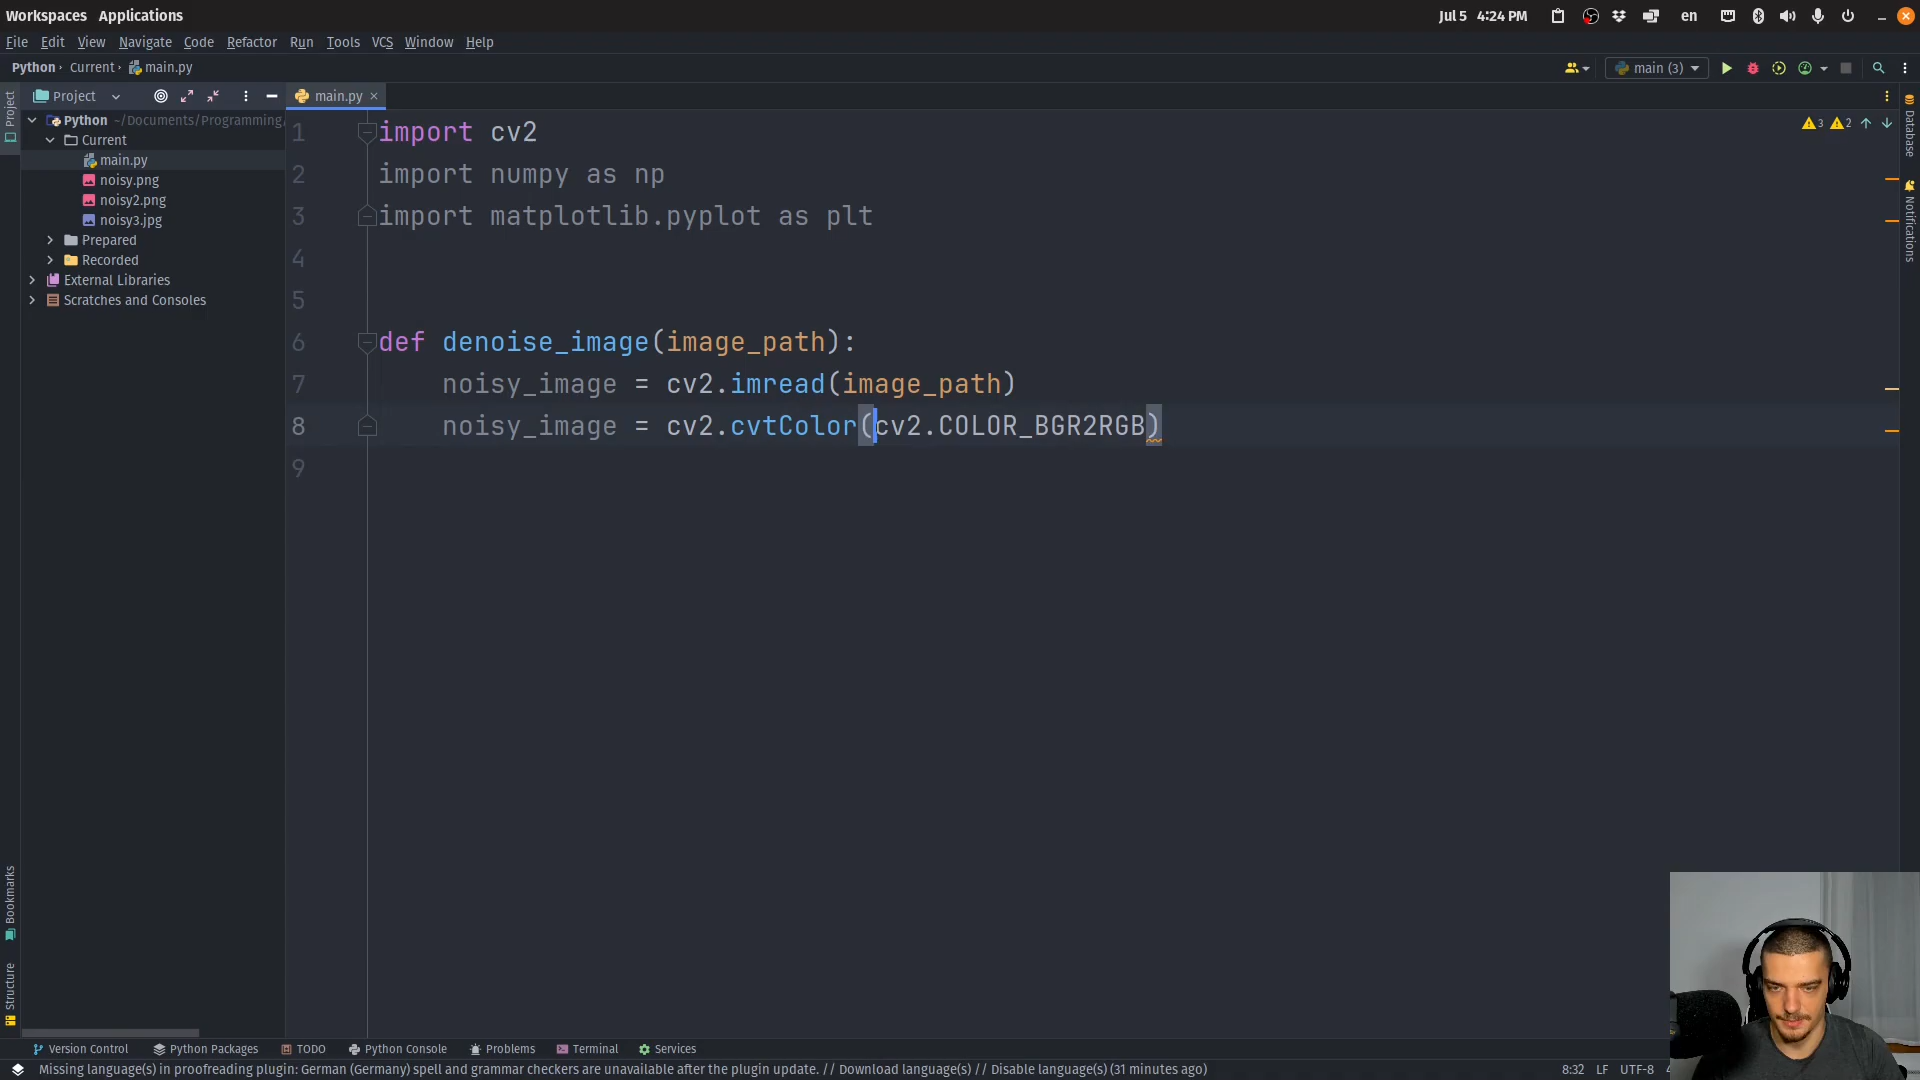 Workspaces Applications
Jul 5 4:24 PM
en
File Edit View Navigate Code Refactor Run Tools VCS Window Help
Python › Current › main.py
main (3)
Project
main.py
3 2
Python ~/Documents/Programming/
Current
main.py
noisy.png
noisy2.png
noisy3.jpg
Prepared
Recorded
External Libraries
Scratches and Consoles
1 import cv2
2 import numpy as np
3 import matplotlib.pyplot as plt
4
5
6 def denoise_image(image_path):
7 noisy_image = cv2.imread(image_path)
8 noisy_image = cv2.cvtColor(cv2.COLOR_BGR2RGB)
9
Project
Bookmarks
Structure
Database
Notifications
Version Control Python Packages TODO Python Console Problems Terminal Services
Missing language(s) in proofreading plugin: German (Germany) spell and grammar checkers are unavailable after the plugin update. // Download language(s) // Disable language(s) (31 minutes ago)
8:32 LF UTF-8